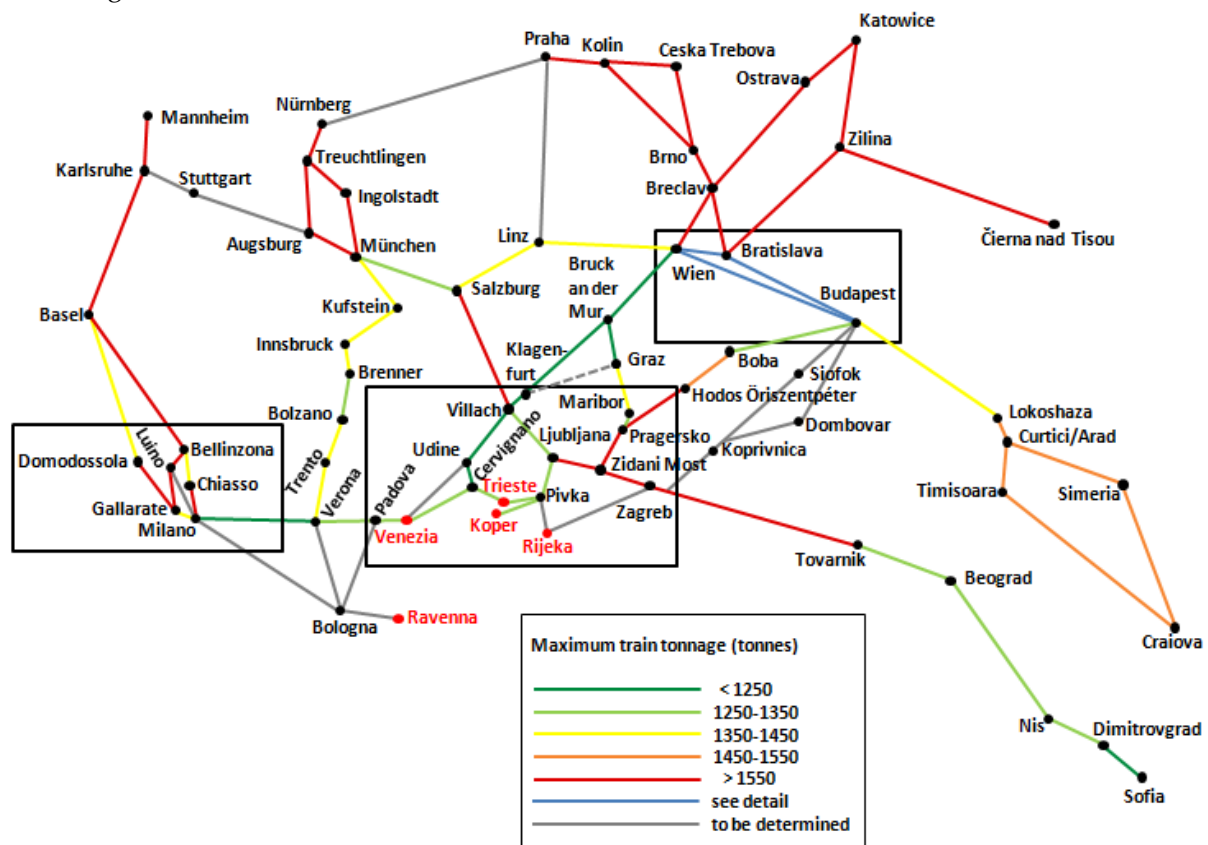 Katowice
Praha
Kolin
Ceska Trebova
Ostrava
Nürnberg
Mannheim
Treuchtlingen
Zilina
Karlsruhe
Stuttgart
Brno
Ingolstadt
Breclav
Augsburg
München
Linz
Čierna nad Tisou
Bratislava
Wien
Bruck
an der
Mur
Salzburg
Budapest
Kufstein
Basel
Innsbruck
Klagen-
furt
Graz
Boba
Siofok
Brenner
Hodos Öriszentpéter
Maribor
Villach
Bolzano
Lokoshaza
Dombovar
Curtici/Arad
Ljubljana
Pragersko
Cervignano
Udine
Luino
Bellinzona
Koprivnica
Domodossola
Trento
Verona
Padova
Zidani Most
Chiasso
Trieste
Pivka
Timisoara
Simeria
Gallarate
Milano
Venezia
Koper
Zagreb
Rijeka
Tovarnik
Beograd
Ravenna
Bologna
Craiova
Maximum train tonnage (tonnes)
< 1250
1250-1350
1350-1450
1450-1550
> 1550
see detail
to be determined
Nis
Dimitrovgrad
Sofia